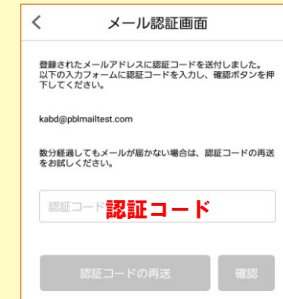 メール認証画面
登録されたメールアドレスに認証コードを送付しました。
以下の入力フォームに認証コードを入力し、確認ボタンを押
下してください。
kabd@pblmailtest.com
数分経過してもメールが届かない場合は、認証コードの再送
をお試しください。
認証コード 認証コード
認証コードの再送 確認